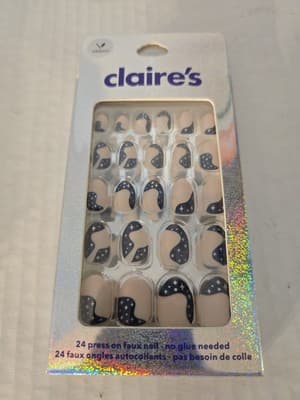 claire's
24 press on faux nail - no glue needed
24 faux ongles autocollants - pas besoin de colle